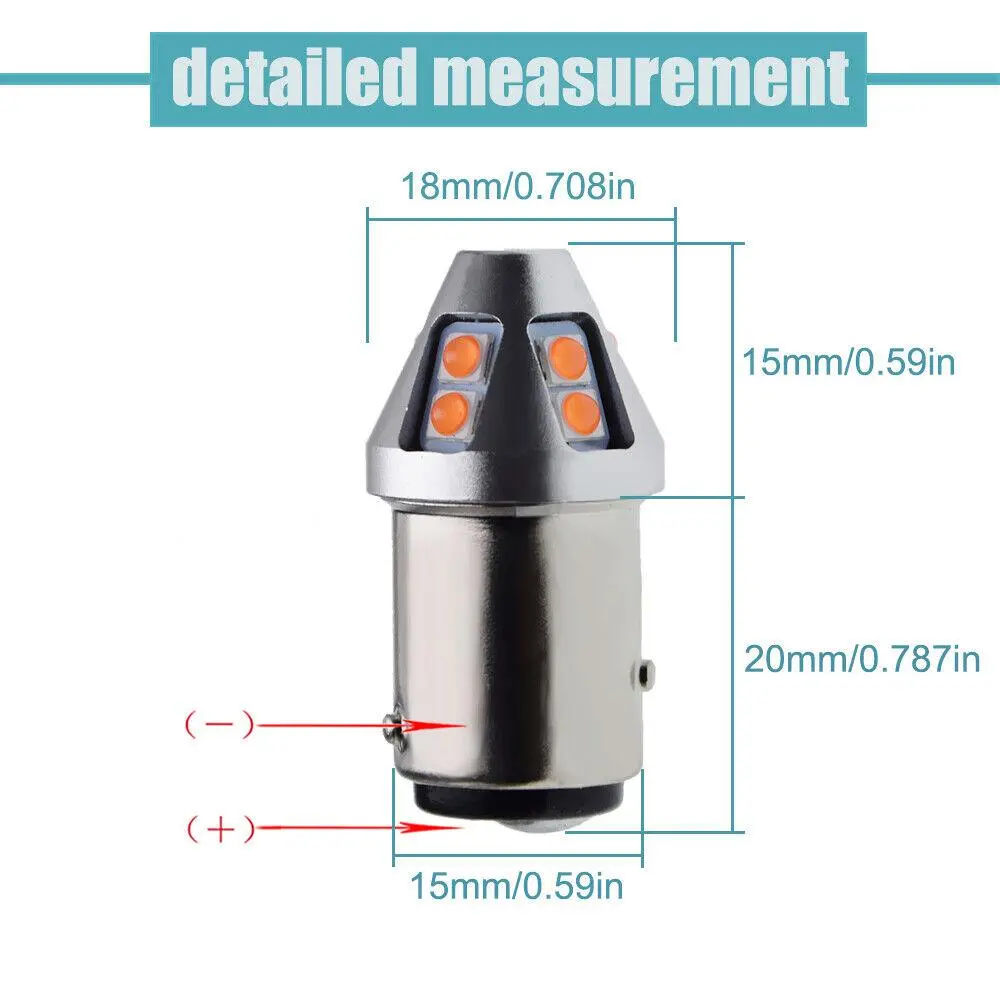 detailed measurement
18mm/0.708in
15mm/0.59in
20mm/0.787in
(-)
(+)
15mm/0.59in